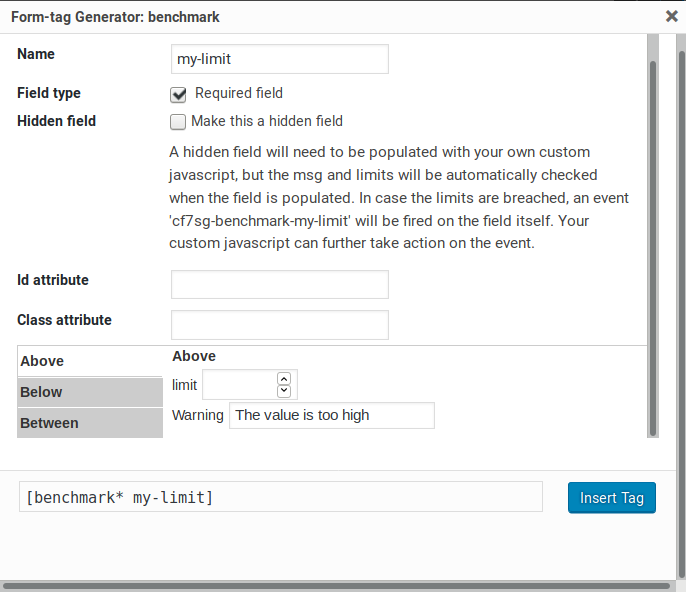 Form-tag Generator: benchmark
Name
my-limit
Field type
Required field
Hidden field
Make this a hidden field
A hidden field will need to be populated with your own custom
javascript, but the msg and limits will be automatically checked
when the field is populated. In case the limits are breached, an event
'cf7sg-benchmark-my-limit' will be fired on the field itself. Your
custom javascript can further take action on the event.
Id attribute
Class attribute
Above
Below
Between
Above
limit
Warning
The value is too high
[benchmark* my-limit]
Insert Tag